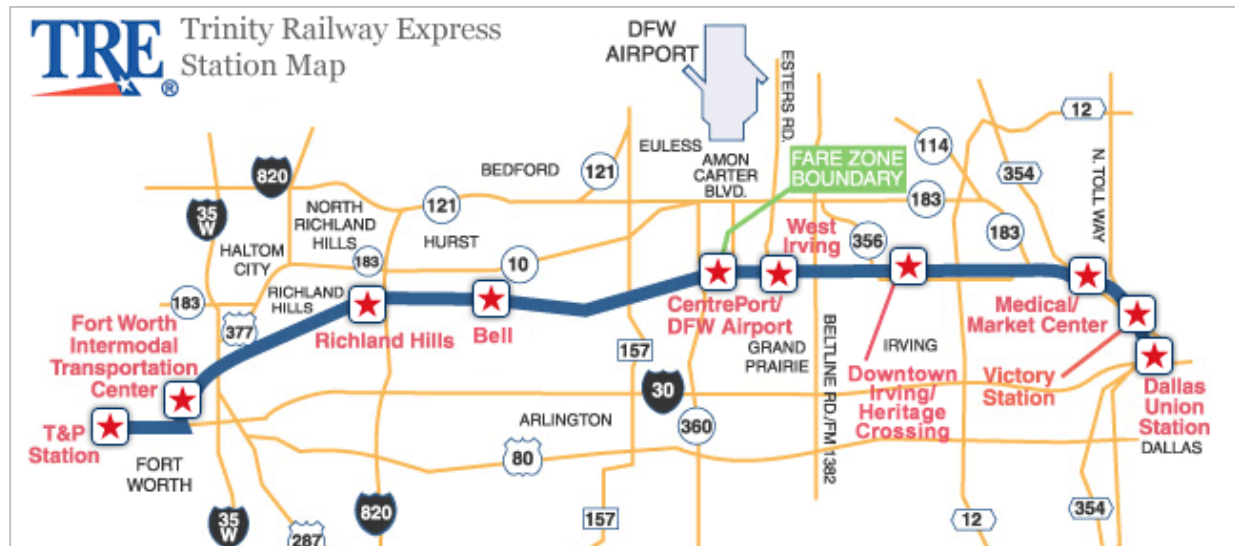 TRE®
Trinity Railway Express
Station Map
DFW
AIRPORT
ESTERS RD.
12
N. TOLL WAY
820
BEDFORD
121
EULESS
AMON
CARTER
BLVD.
FARE ZONE
BOUNDARY
114
354
35
W
NORTH
RICHLAND
HILLS
121
HURST
183
West
Irving
356
183
HALTOM
CITY
183
10
183
RICHLAND
HILLS
377
Richland Hills
Bell
CentrePort/
DFW Airport
Medical/
Market Center
Fort Worth
Intermodal
Transportation
Center
157
GRAND
PRAIRIE
BELTLINE RD./FM 1382
IRVING
Downtown
Irving/
Heritage
Crossing
Victory
Station
Dallas
Union
Station
30
T&P
Station
ARLINGTON
360
80
DALLAS
FORT
WORTH
35
W
287
820
157
12
354